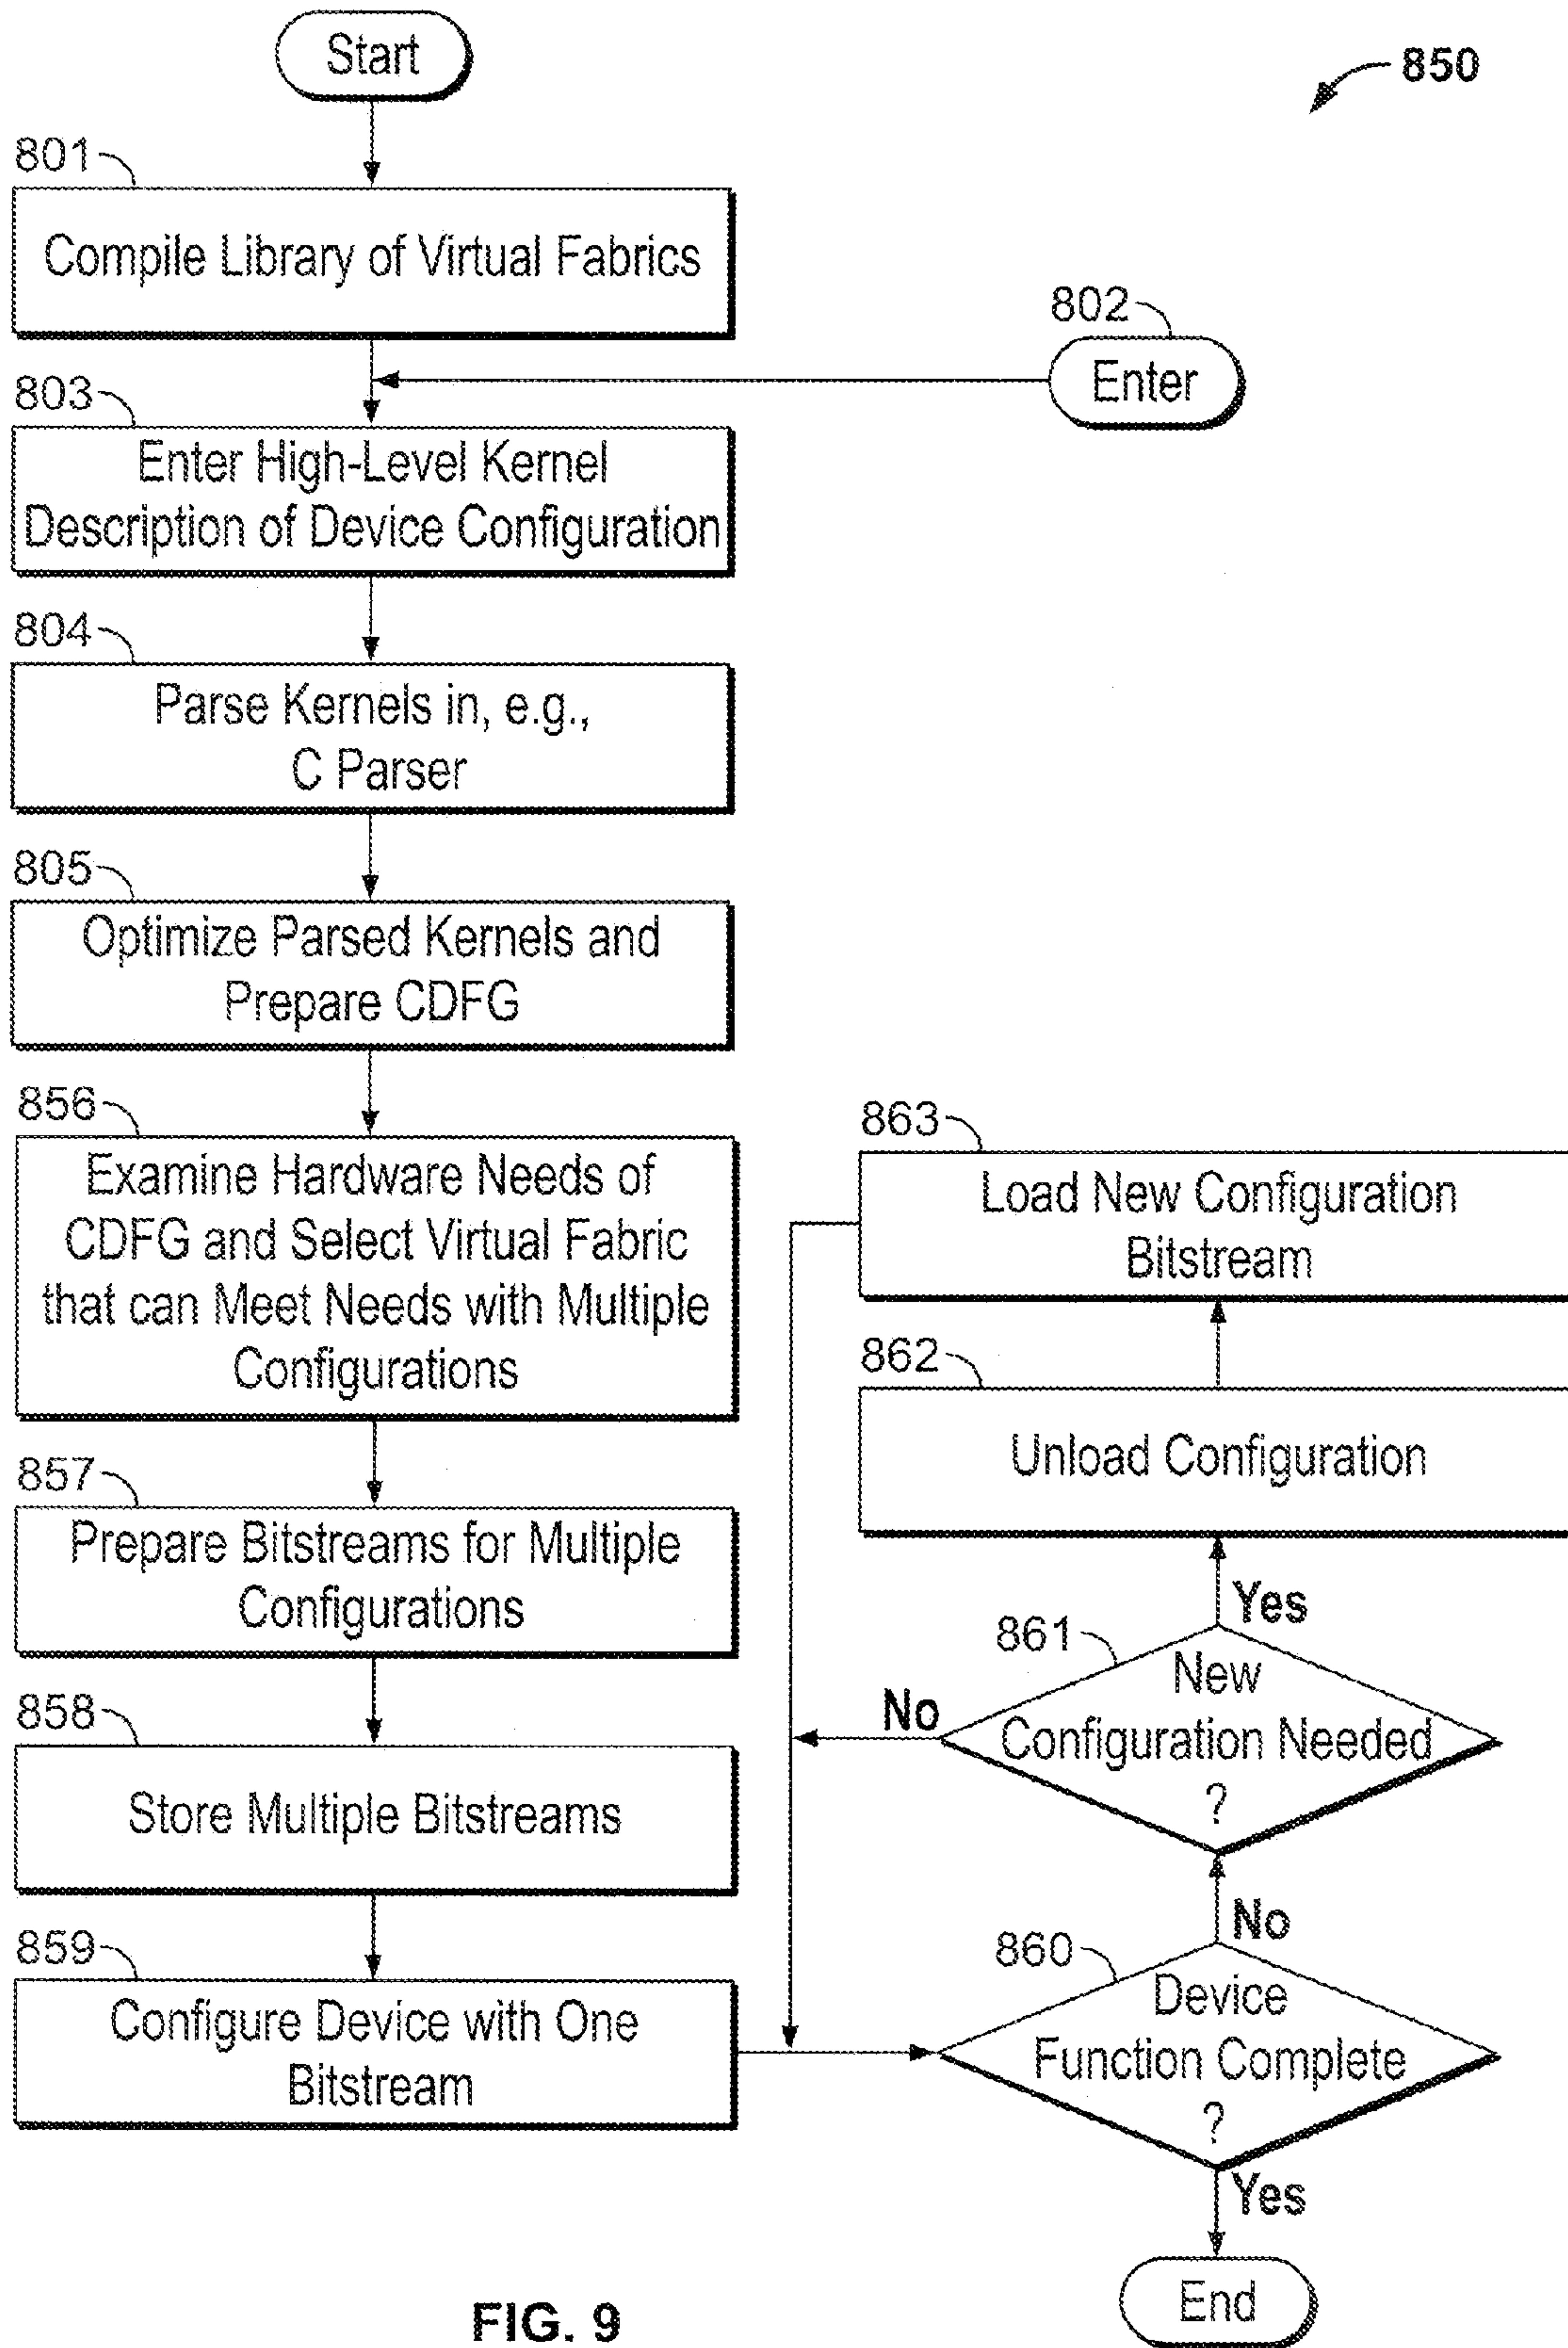 Start
850
801
Compile Library of Virtual Fabrics
802
Enter
803
Enter High-Level Kernel
Description of Device Configuration
804
Parse Kernels in, e.g.,
C Parser
805
Optimize Parsed Kernels and
Prepare CDFG
856
Examine Hardware Needs of
CDFG and Select Virtual Fabric
that can Meet Needs with Multiple
Configurations
857
Prepare Bitstreams for Multiple
Configurations
858
Store Multiple Bitstreams
859
Configure Device with One
Bitstream
863
Load New Configuration
Bitstream
862
Unload Configuration
Yes
861
New
Configuration Needed
?
No
No
860
Device
Function Complete
?
Yes
End
FIG. 9